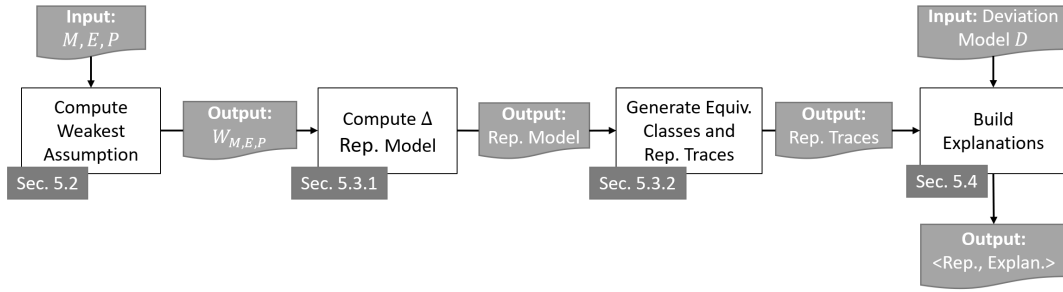 Input:
M, E, P
Compute
Weakest
Assumption
Sec. 5.2
Output:
W_{M,E,P}
Compute Δ
Rep. Model
Sec. 5.3.1
Output:
Rep. Model
Generate Equiv.
Classes and
Rep. Traces
Sec. 5.3.2
Output:
Rep. Traces
Input: Deviation
Model D
Build
Explanations
Sec. 5.4
Output:
<Rep., Explan.>